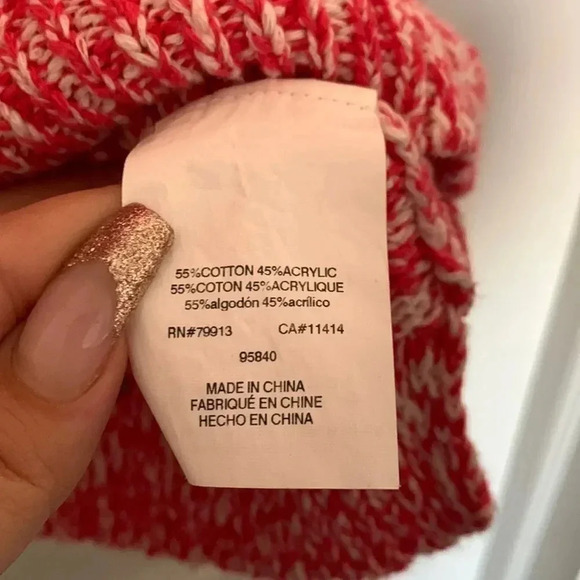 55%COTTON 45%ACRYLIC
55%COTON 45%ACRYLIQUE
55%algodón 45%acrílico
RN#79913 CA#11414
95840
MADE IN CHINA
FABRIQUÉ EN CHINE
HECHO EN CHINA